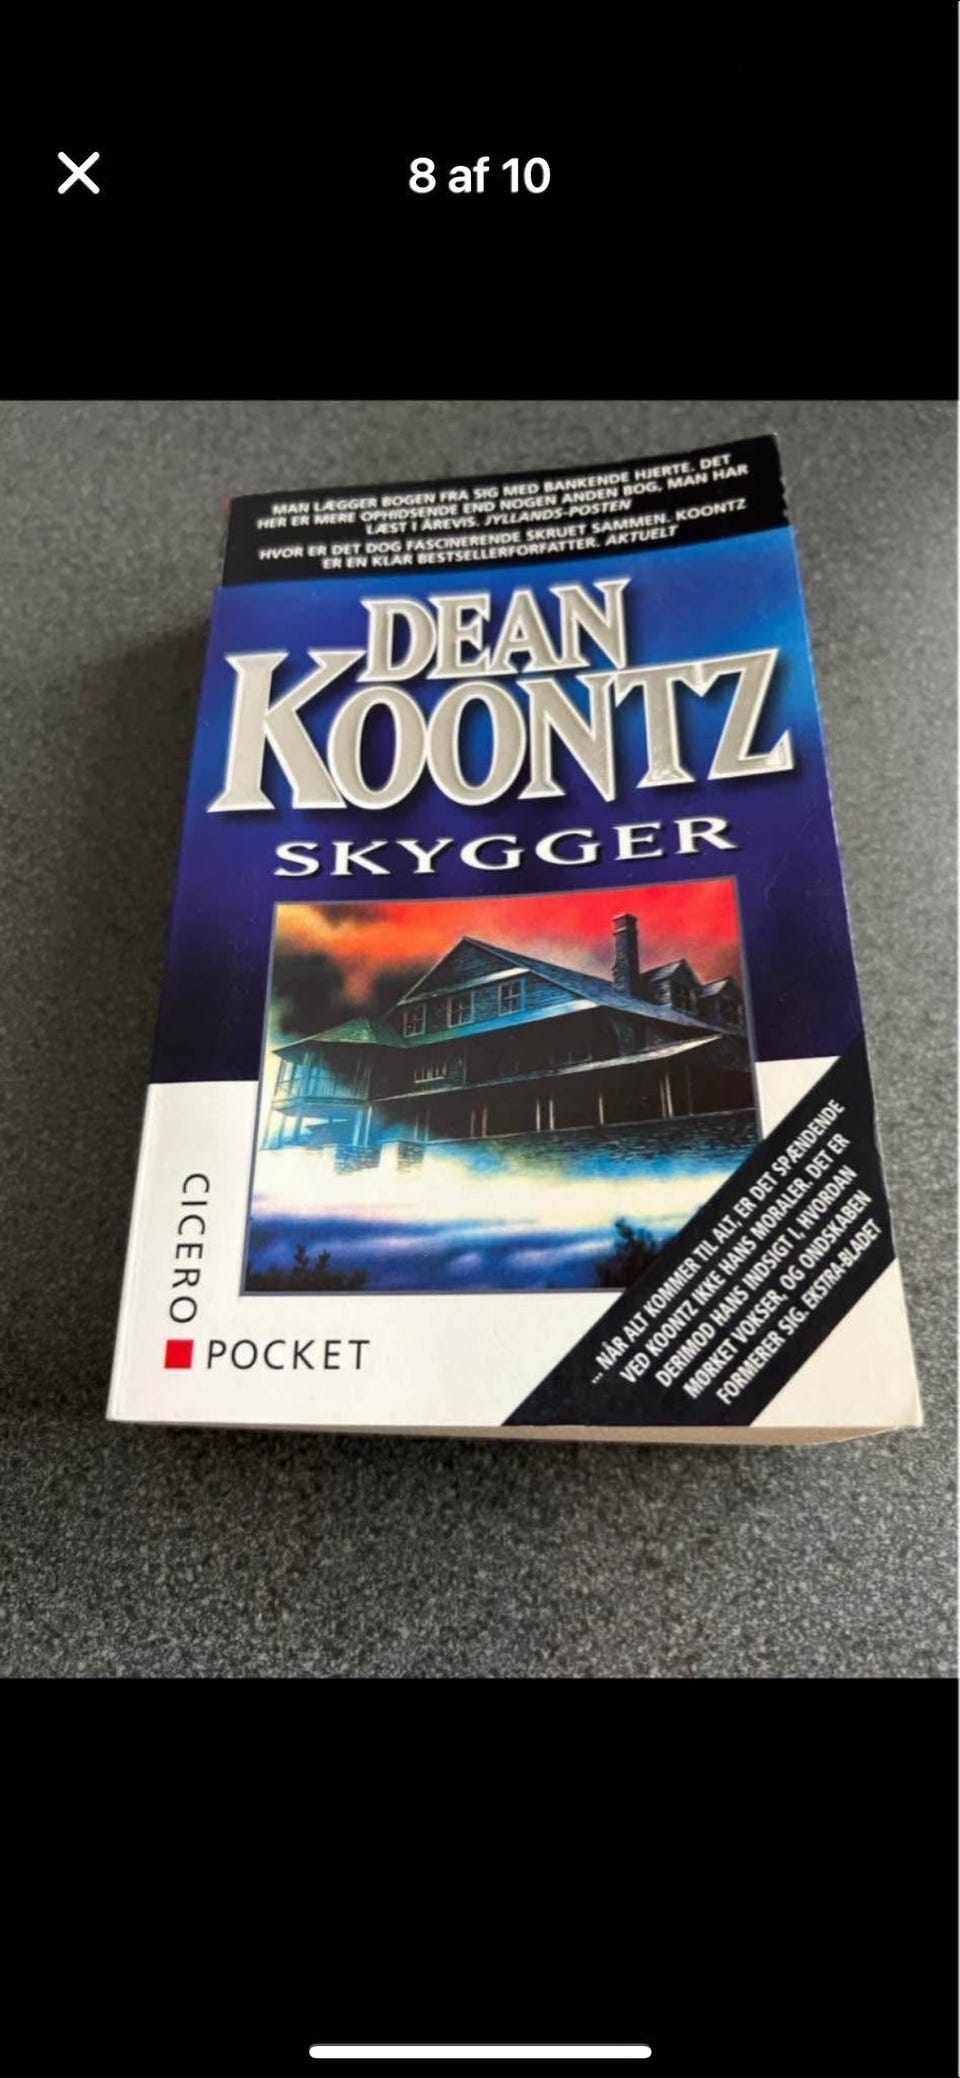 8 af 10
MAN LÆGGER BOGEN FRA SIG MED BANKENDE HJERTE. DET
HER ER MERE OPHIDSENDE END NOGEN ANDEN BOG, MAN HAR
LÆST I ÅREVIS. JYLLANDS-POSTEN
HVOR ER DET DOG FASCINERENDE SKRUET SAMMEN. KOONTZ
ER EN KLAR BESTSELLERFORFATTER. AKTUELT
DEAN
KOONTZ
SKYGGER
CICERO
POCKET
... NÅR ALT KOMMER TIL ALT, ER DET SPÆNDENDE
VED KOONTZ IKKE HANS MORALER. DET ER
DERIMOD HANS INDSIGT I, HVORDAN
MØRKET VOKSER, OG ONDSKABEN
FORMERER SIG. EKSTRA-BLADET